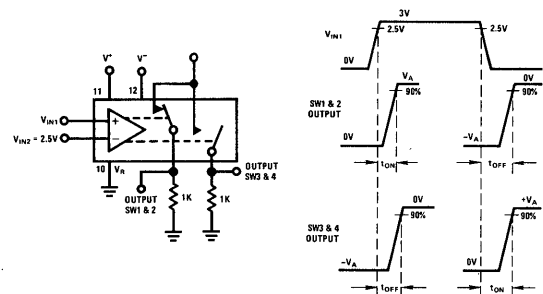 V+
V−
11
12
VIN1
+
VIN2 = 2.5V
−
10
VR
OUTPUT
SW1 & 2
1K
1K
OUTPUT
SW3 & 4
VIN1
3V
2.5V
2.5V
0V
SW1 & 2
OUTPUT
VA
90%
0V
tON
0V
90%
−VA
tOFF
SW3 & 4
OUTPUT
0V
90%
−VA
tOFF
+VA
90%
0V
tON